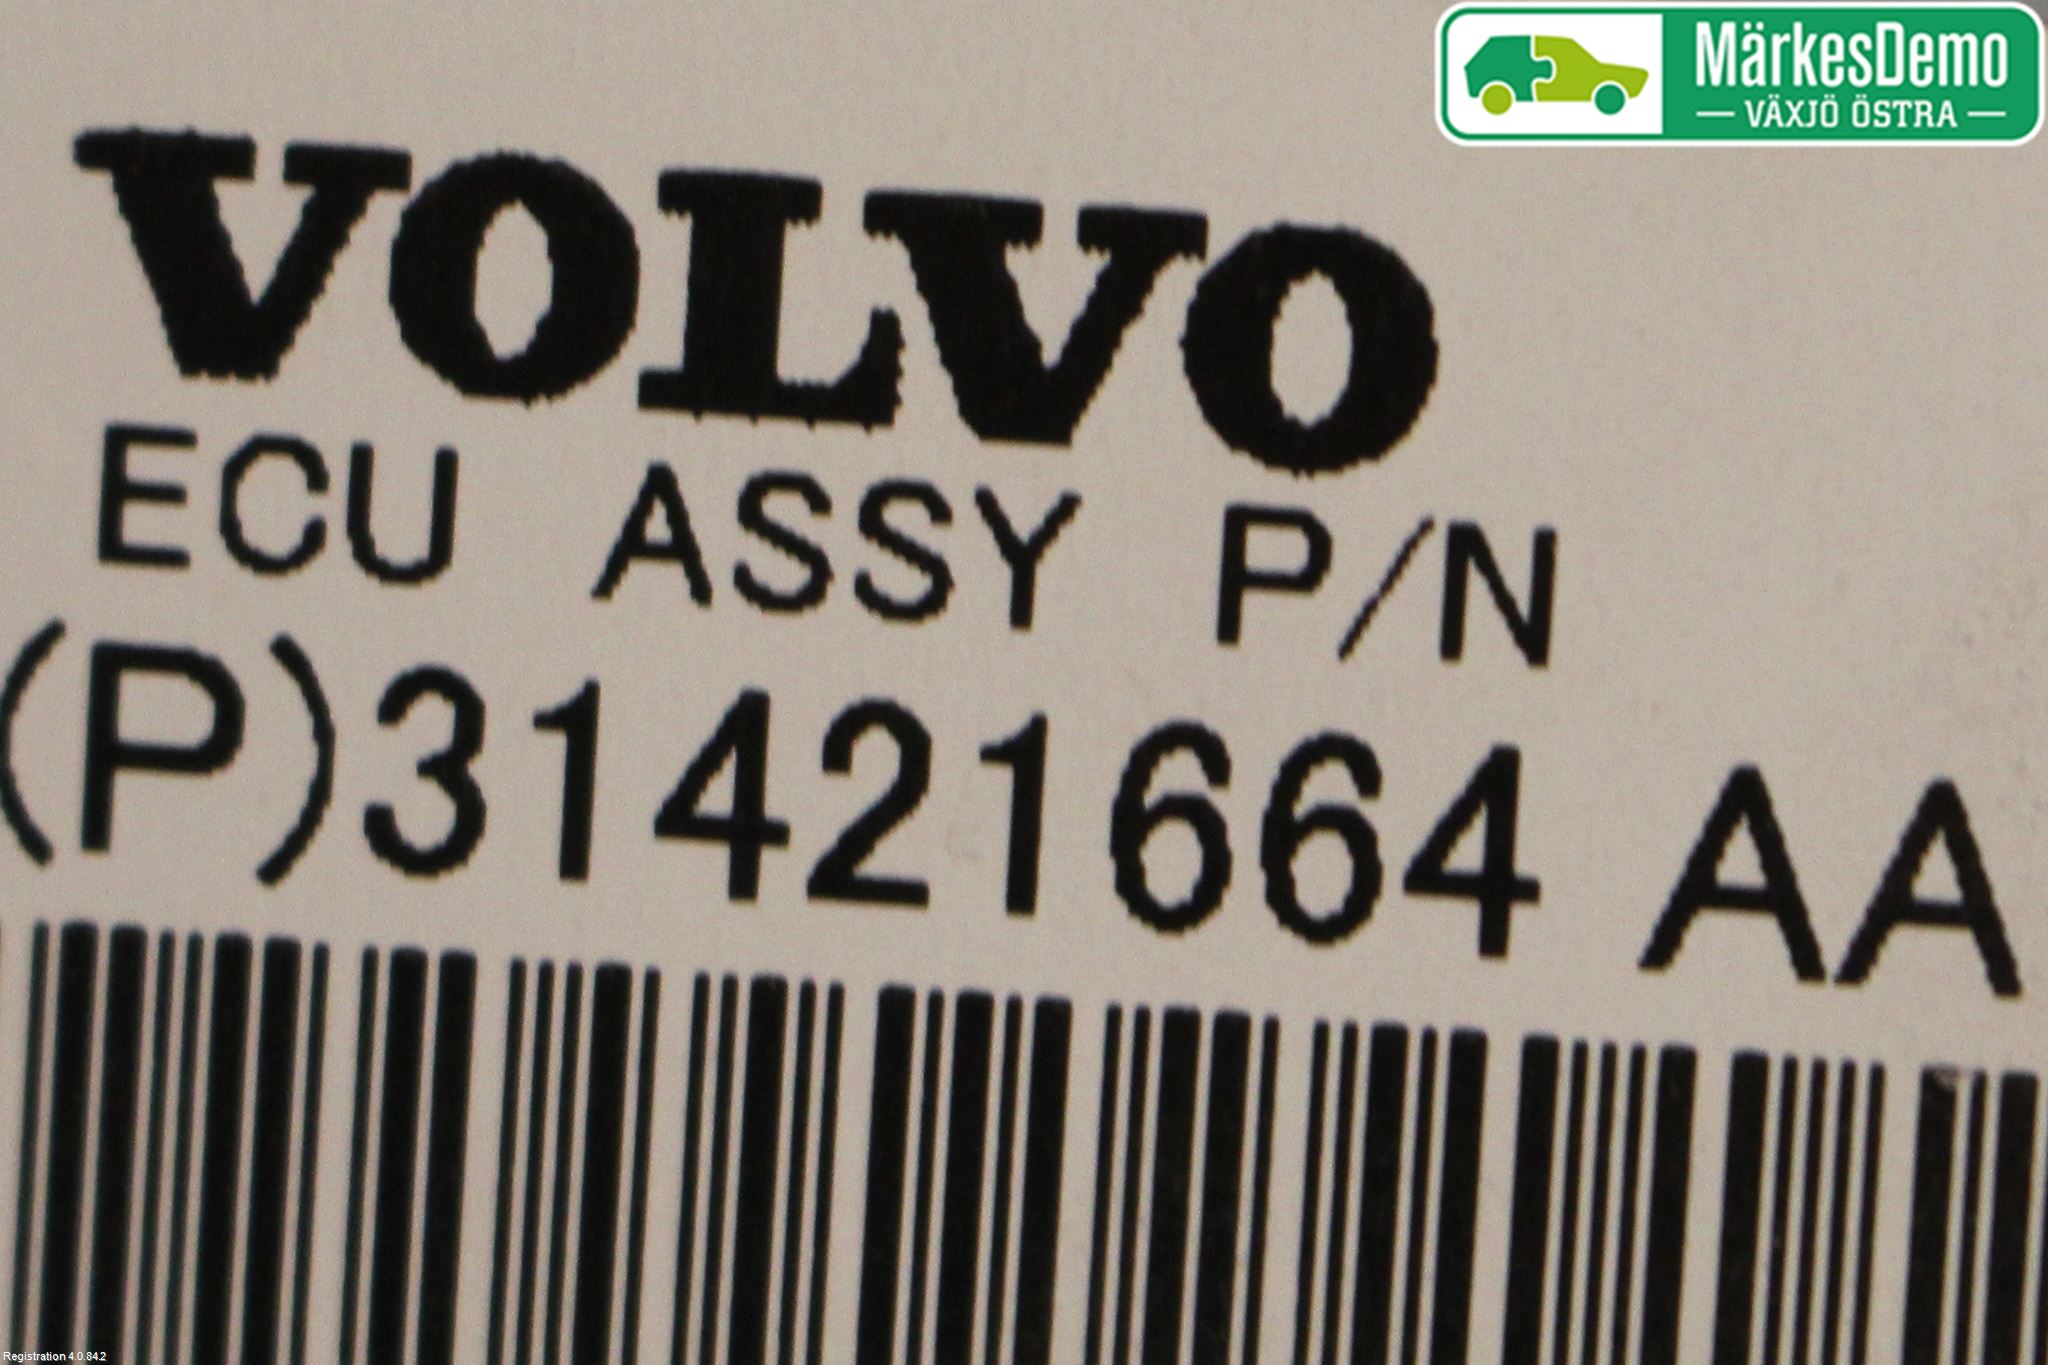 MärkesDemo
— VÄXJÖ ÖSTRA —
VOLVO
ECU ASSY P/N
(P)31421664 AA
Registration 4.0.84.2